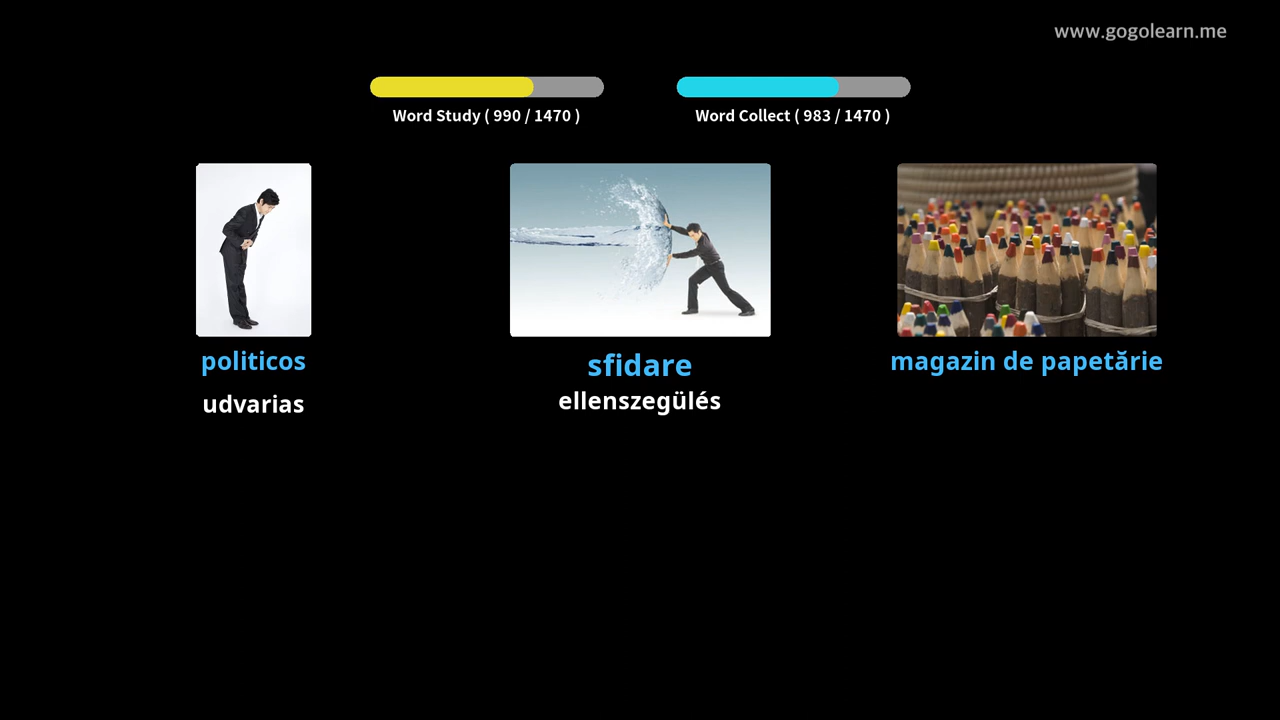 www.gogolearn.me
Word Study ( 990 / 1470 )
Word Collect ( 983 / 1470 )
politicos
udvarias
sfidare
ellenszegülés
magazin de papetărie